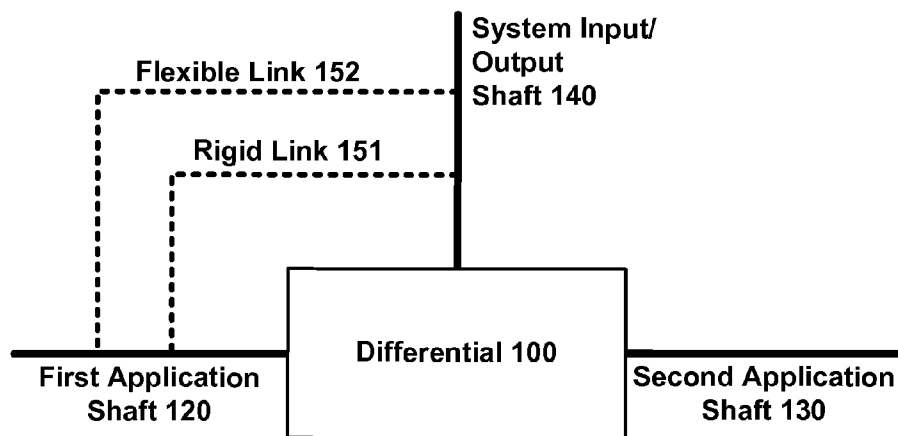 System Input/
Output
Shaft 140
Flexible Link 152
Rigid Link 151
Differential 100
First Application
Shaft 120
Second Application
Shaft 130